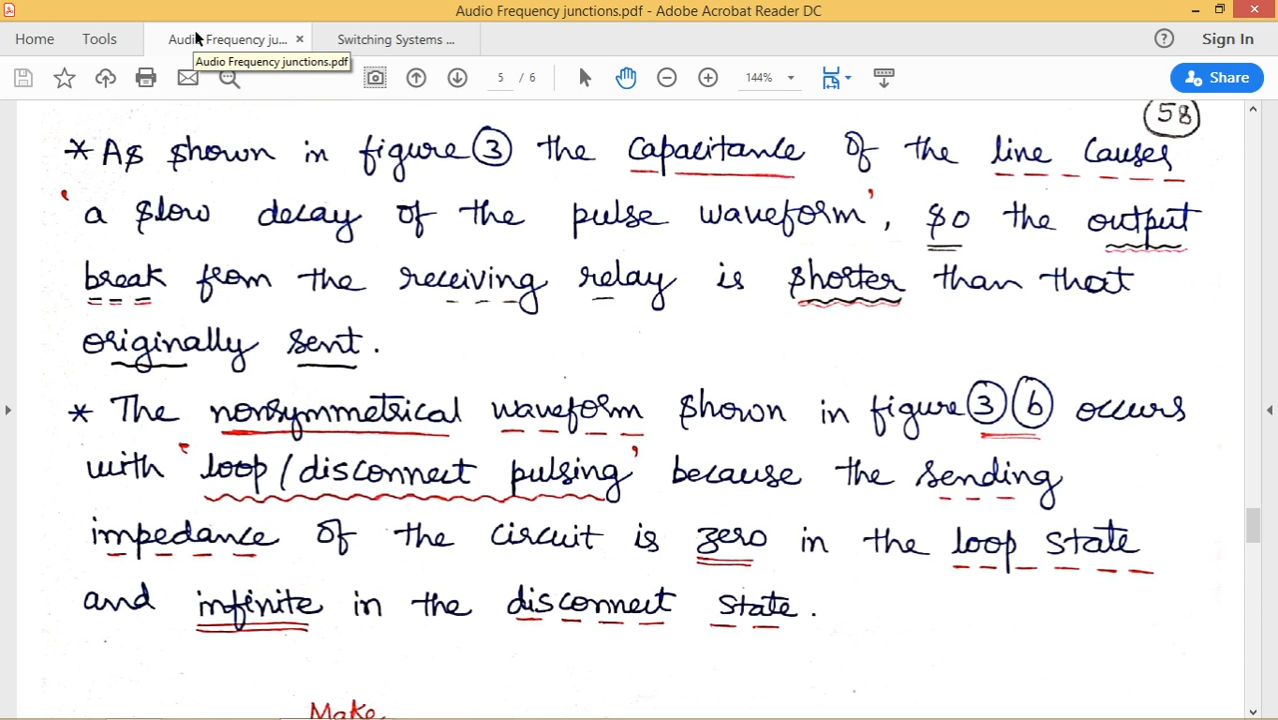 Audio Frequency junctions.pdf - Adobe Acrobat Reader DC
Home Tools Audio Frequency ju... × Switching Systems ... ? Sign In
Audio Frequency junctions.pdf
5 / 6 144% Share
58
* As shown in figure 3 the capacitance of the line causes
'a slow decay of the pulse waveform', so the output
break from the receiving relay is shorter than that
originally sent.
* The nonsymmetrical waveform shown in figure 3 b occurs
with 'loop/disconnect pulsing' because the sending
impedance of the circuit is zero in the loop state
and infinite in the disconnect state.
Make